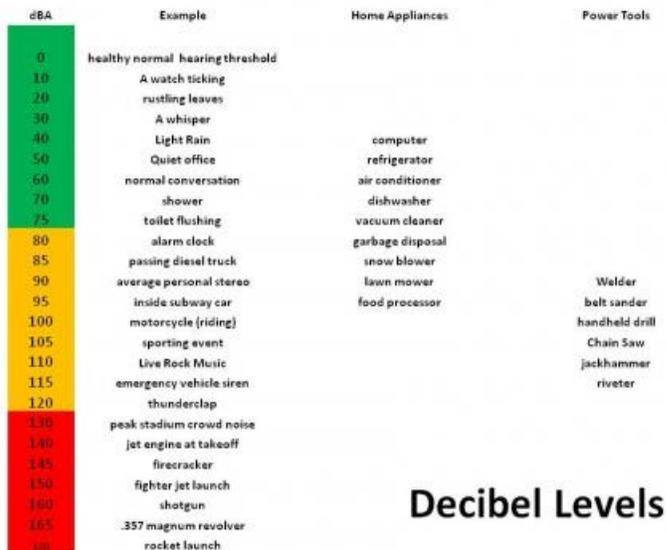 dBA Example Home Appliances Power Tools
0 healthy normal hearing threshold
10 A watch ticking
20 rustling leaves
30 A whisper
40 Light Rain computer
50 Quiet office refrigerator
60 normal conversation air conditioner
70 shower dishwasher
75 toilet flushing vacuum cleaner
80 alarm clock garbage disposal
85 passing diesel truck snow blower
90 average personal stereo lawn mower Welder
95 inside subway car food processor belt sander
100 motorcycle (riding) handheld drill
105 sporting event Chain Saw
110 Live Rock Music jackhammer
115 emergency vehicle siren riveter
120 thunderclap
130 peak stadium crowd noise
140 jet engine at takeoff
145 firecracker
150 fighter jet launch
160 shotgun
165 .357 magnum revolver
rocket launch
Decibel Levels